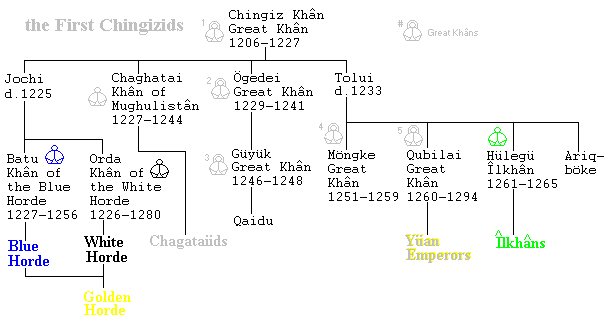 the First Chingizids
1
Chingiz Khân
Great Khân
1206-1227
#
Great Khâns
Jochi
d.1225
Chaghatai
Khân of
Mughulistân
1227-1244
2
Ögedei
Great Khân
1229-1241
Tolui
d.1233
Batu
Khân of
the Blue
Horde
1227-1256
Orda
Khân of
the White
Horde
1226-1280
3
Güyük
Great Khân
1246-1248
4
Möngke
Great
Khân
1251-1259
5
Qubilai
Great
Khân
1260-1294
Hülegü
Îlkhân
1261-1265
Ariq-
böke
Qaidu
Blue
Horde
White
Horde
Chagataiids
Yüan
Emperors
Îlkhâns
Golden
Horde